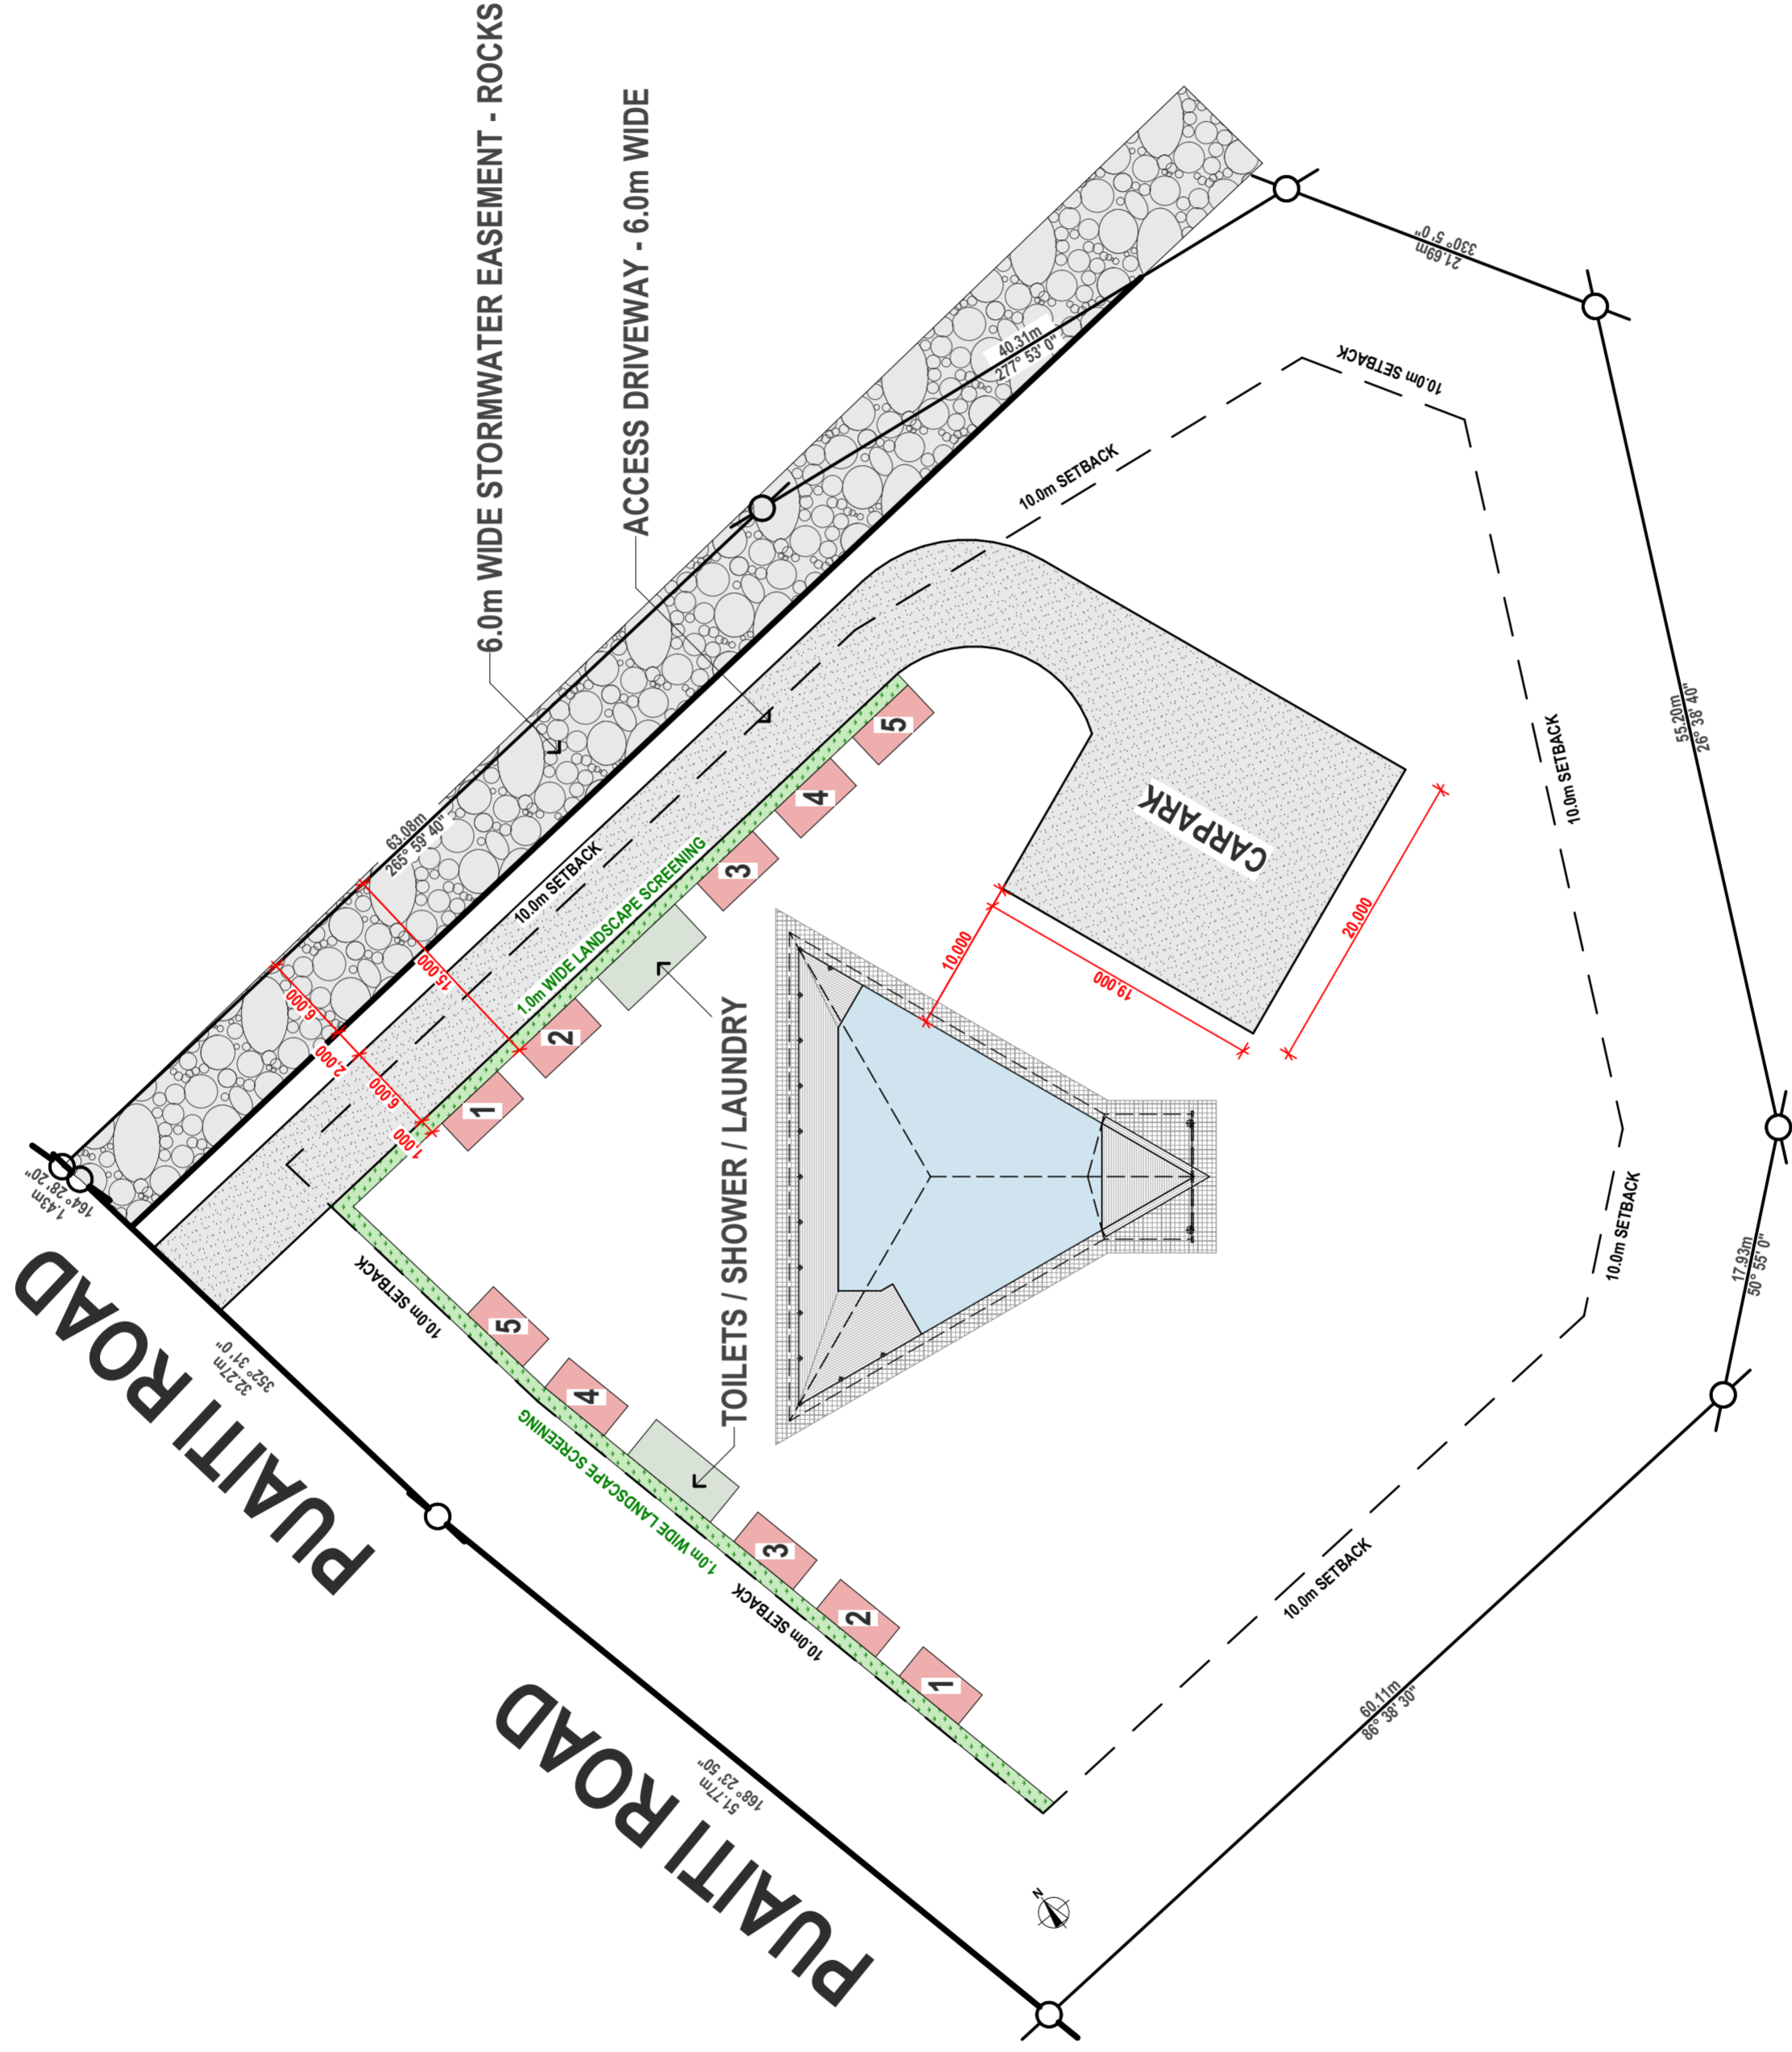 6.0m WIDE STORMWATER EASEMENT - ROCKS
ACCESS DRIVEWAY - 6.0m WIDE
TOILETS / SHOWER / LAUNDRY
PUAITI ROAD
PUAITI ROAD
1.43m
164° 28' 20"
32.27m
352° 31' 0"
51.77m
168° 23' 50"
63.08m
265° 59' 40"
40.31m
277° 53' 0"
21.69m
330° 5' 0"
55.20m
26° 38' 40"
17.93m
50° 55' 0"
60.11m
86° 38' 30"
10.0m SETBACK
10.0m SETBACK
10.0m SETBACK
10.0m SETBACK
10.0m SETBACK
10.0m SETBACK
10.0m SETBACK
10.0m SETBACK
1.0m WIDE LANDSCAPE SCREENING
1.0m WIDE LANDSCAPE SCREENING
6.000
2.000
6.000
1.000
15.000
10.000
19.000
20.000
CARPARK
1
2
3
4
5
5
4
3
2
1
N